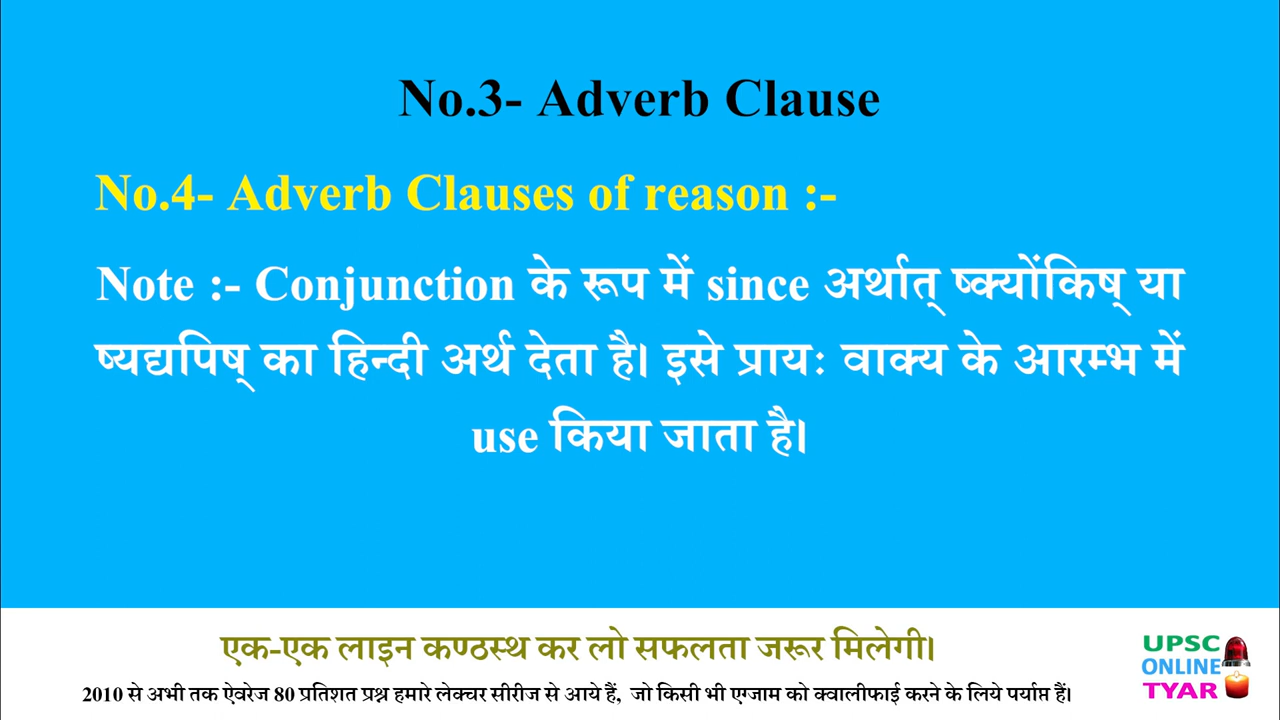 No.3- Adverb Clause
No.4- Adverb Clauses of reason :-
Note :- Conjunction के रूप में since अर्थात् ष्क्योंकिष् या
ष्यद्यपिष् का हिन्दी अर्थ देता है। इसे प्रायः वाक्य के आरम्भ में
use किया जाता है।
एक-एक लाइन कण्ठस्थ कर लो सफलता जरूर मिलेगी।
2010 से अभी तक ऐवरेज 80 प्रतिशत प्रश्न हमारे लेक्चर सीरीज से आये हैं, जो किसी भी एग्जाम को क्वालीफाई करने के लिये पर्याप्त हैं।
UPSC
ONLINE
TYAR